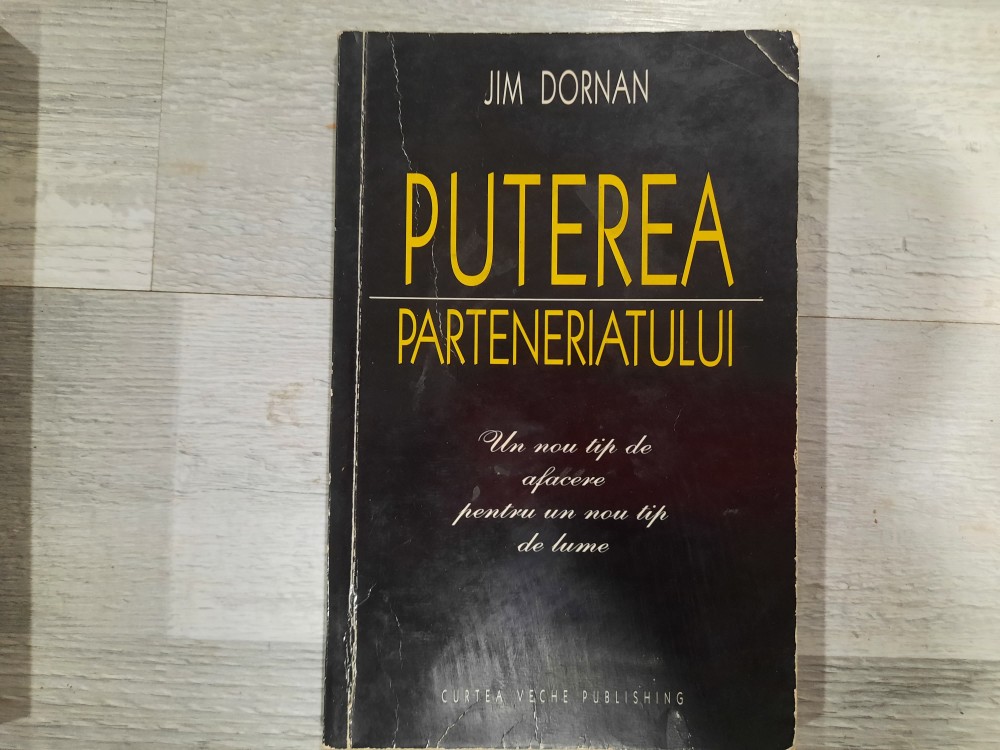 JIM DORNAN
PUTEREA
PARTENERIATULUI
Un nou tip de
afacere
pentru un nou tip
de lume
CURTEA VECHE PUBLISHING